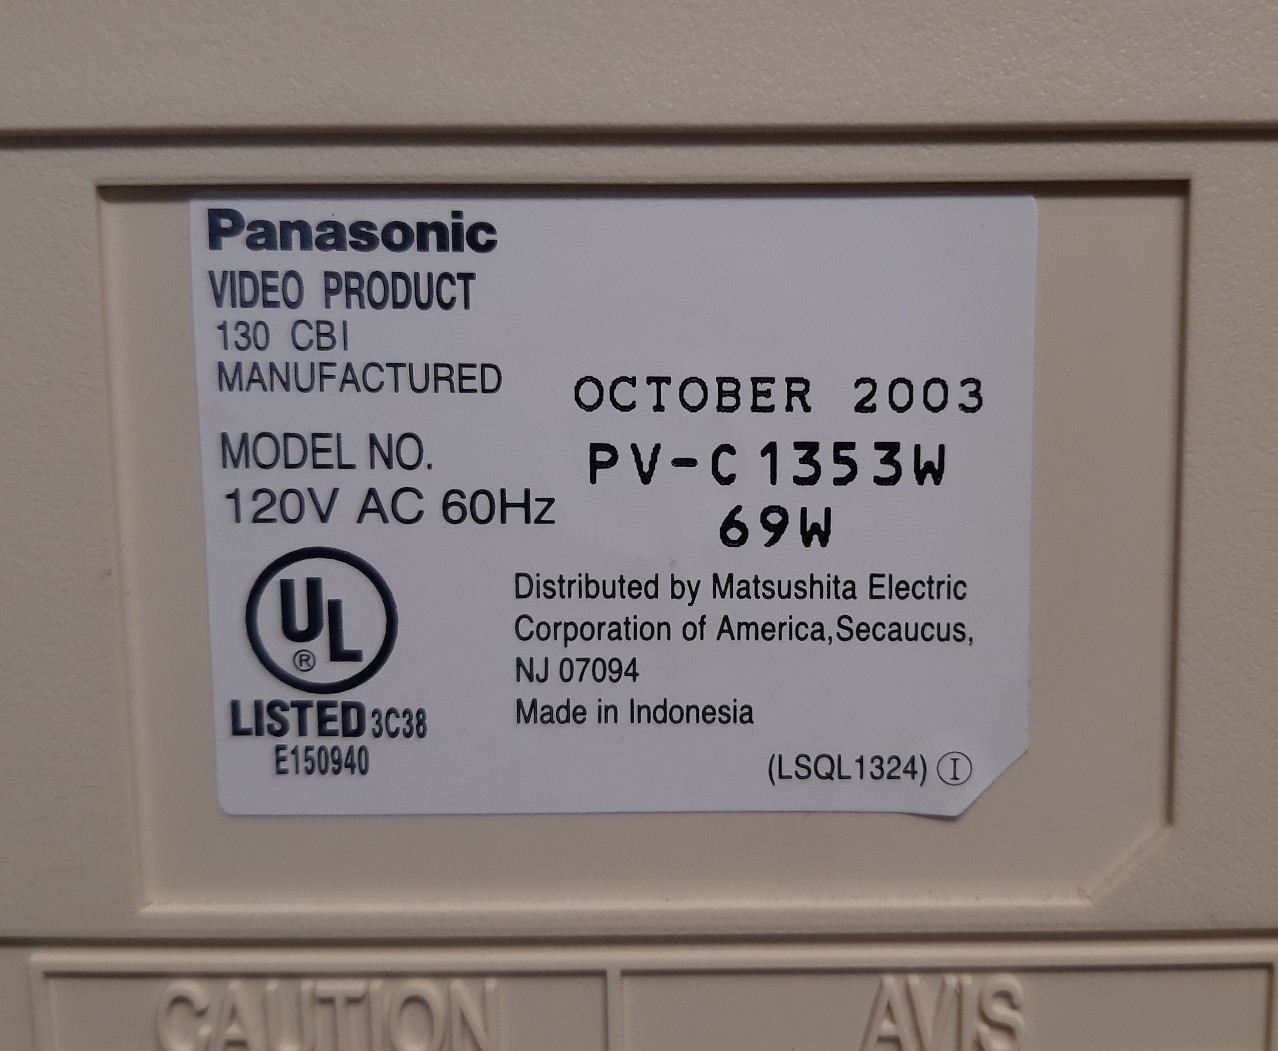 Panasonic
VIDEO PRODUCT
130 CBI
MANUFACTURED OCTOBER 2003
MODEL NO. PV-C1353W
120V AC 60Hz 69W
UL
®
LISTED 3C38
E150940
Distributed by Matsushita Electric
Corporation of America,Secaucus,
NJ 07094
Made in Indonesia
(LSQL1324) Ⓘ
CAUTION
AVIS